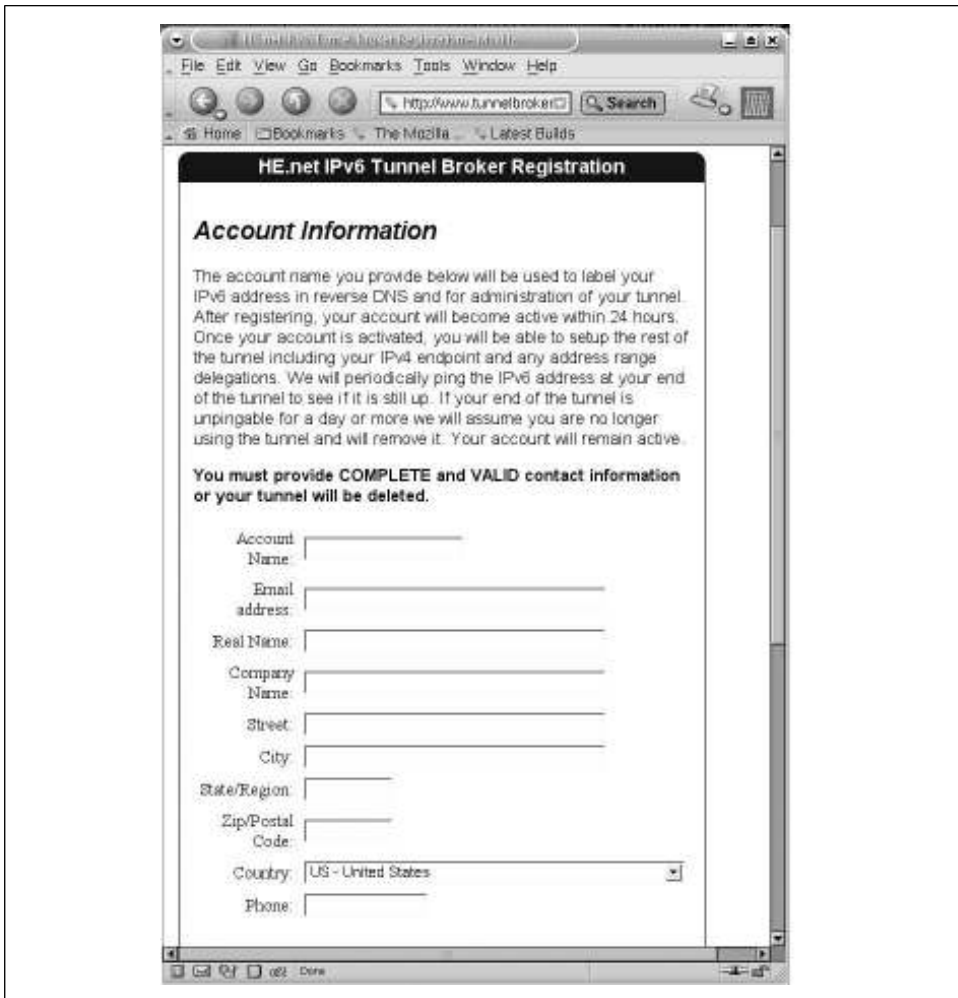 File Edit View Go Bookmarks Tools Window Help
http://www.tunnelbroker
Search
Home Bookmarks The Mozilla ... Latest Builds
HE.net IPv6 Tunnel Broker Registration
Account Information
The account name you provide below will be used to label your
IPv6 address in reverse DNS and for administration of your tunnel.
After registering, your account will become active within 24 hours.
Once your account is activated, you will be able to setup the rest of
the tunnel including your IPv4 endpoint and any address range
delegations. We will periodically ping the IPv6 address at your end
of the tunnel to see if it is still up. If your end of the tunnel is
unpingable for a day or more we will assume you are no longer
using the tunnel and will remove it. Your account will remain active.
You must provide COMPLETE and VALID contact information
or your tunnel will be deleted.
Account
Name:
Email
address:
Real Name:
Company
Name:
Street:
City:
State/Region:
Zip/Postal
Code:
Country: US - United States
Phone:
Done